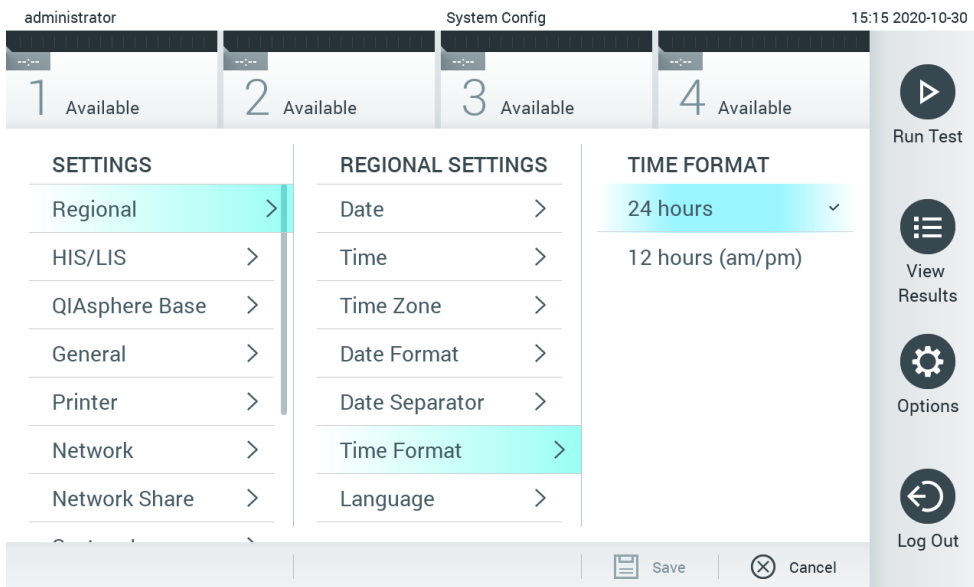 administrator
System Config
15:15 2020-10-30
--:--
1 Available
--:--
2 Available
--:--
3 Available
--:--
4 Available
Run Test
View
Results
Options
Log Out
SETTINGS
Regional
HIS/LIS
QIAsphere Base
General
Printer
Network
Network Share
REGIONAL SETTINGS
Date
Time
Time Zone
Date Format
Date Separator
Time Format
Language
TIME FORMAT
24 hours
12 hours (am/pm)
Save
Cancel